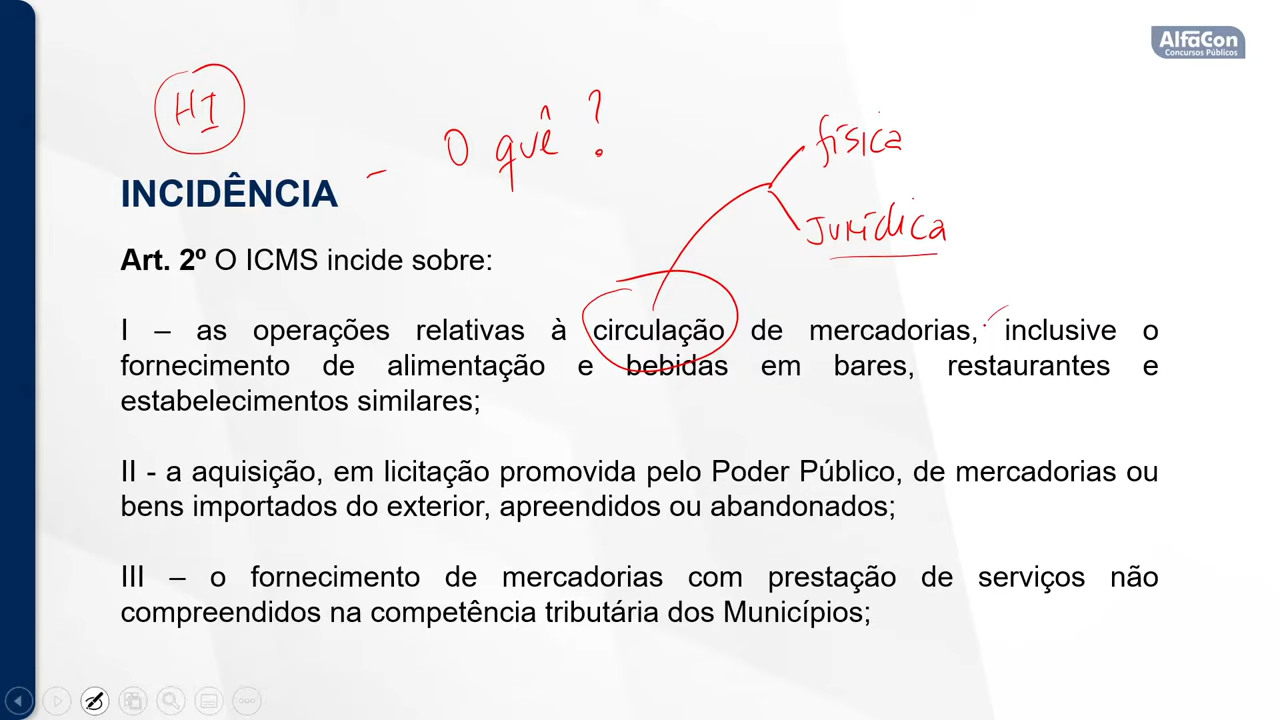 AlfaCon
Concursos Públicos
HI
O quê ?
física
Jurídica
INCIDÊNCIA -
Art. 2º O ICMS incide sobre:
I – as operações relativas à circulação de mercadorias, inclusive o
fornecimento de alimentação e bebidas em bares, restaurantes e
estabelecimentos similares;
II - a aquisição, em licitação promovida pelo Poder Público, de mercadorias ou
bens importados do exterior, apreendidos ou abandonados;
III – o fornecimento de mercadorias com prestação de serviços não
compreendidos na competência tributária dos Municípios;